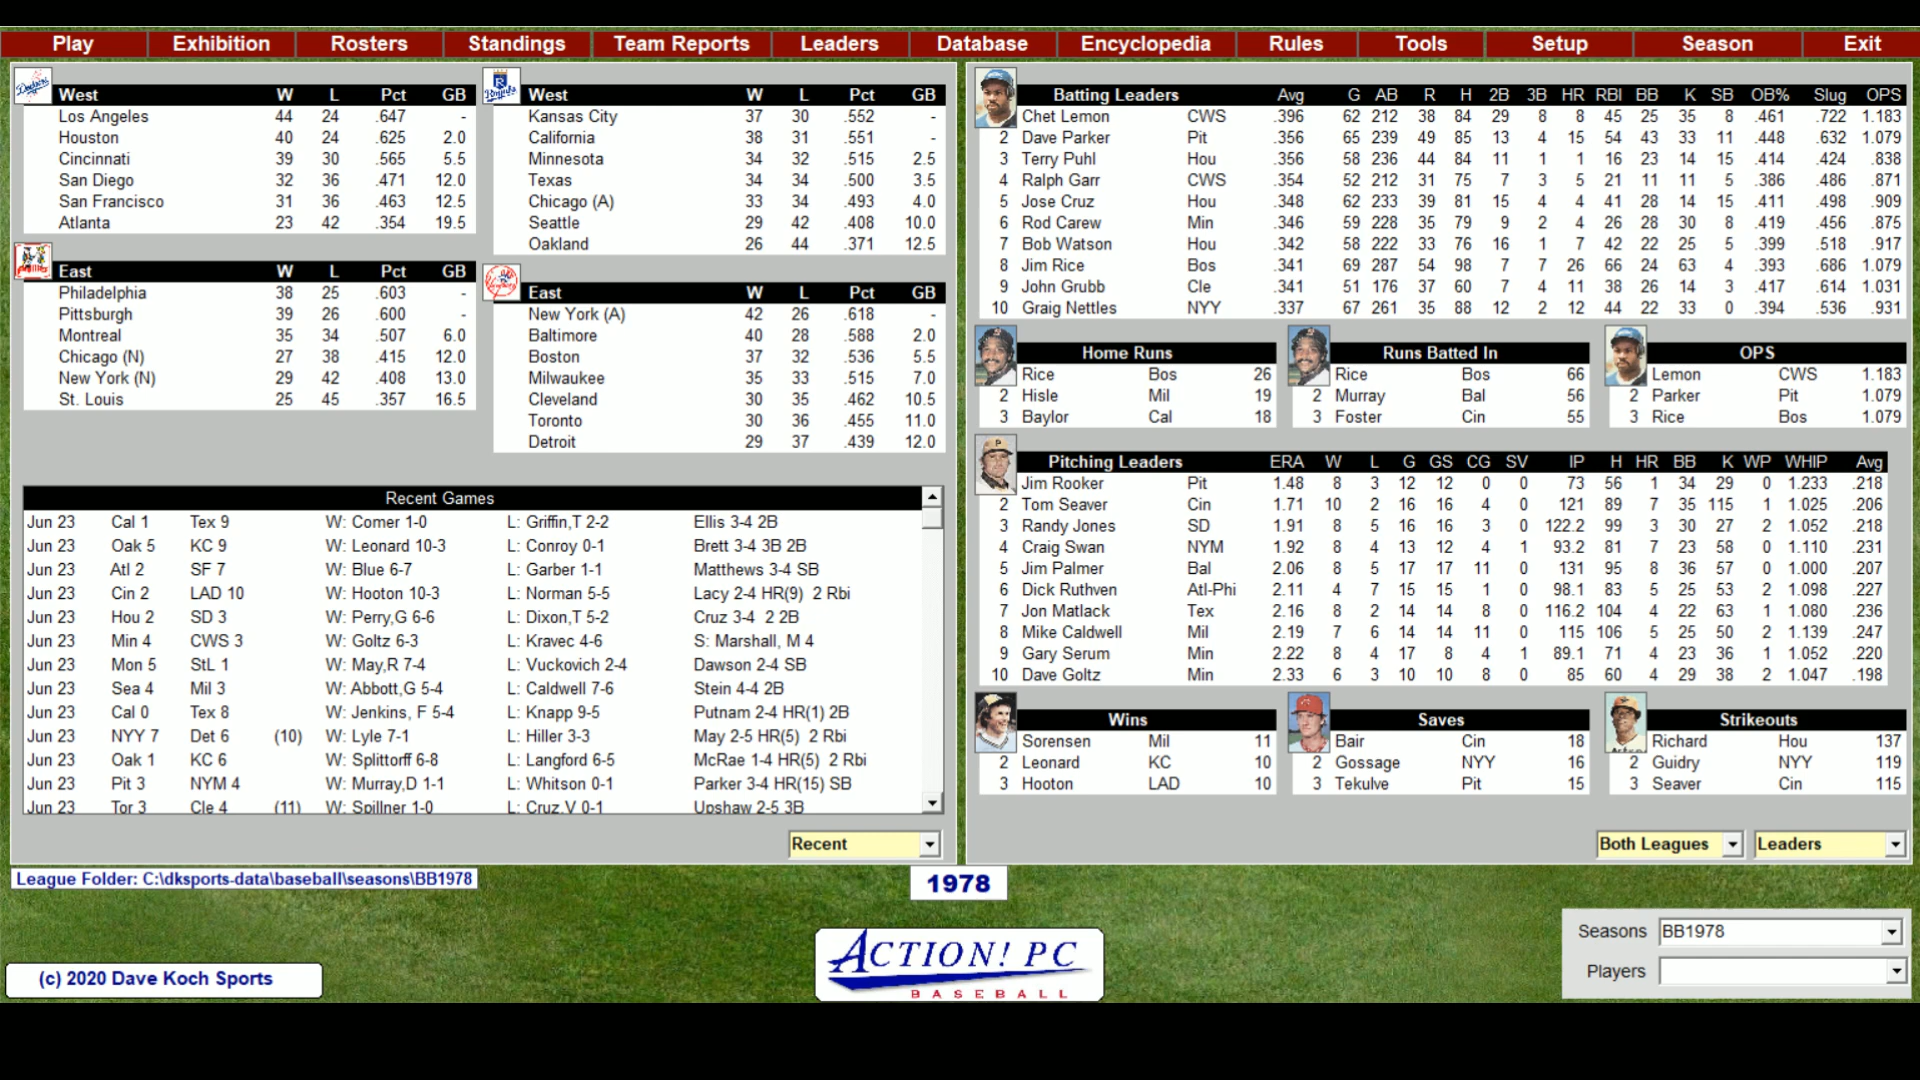 Play Exhibition Rosters Standings Team Reports Leaders Database Encyclopedia Rules Tools Setup Season Exit
West W L Pct GB
Los Angeles 44 24 .647 -
Houston 40 24 .625 2.0
Cincinnati 39 30 .565 5.5
San Diego 32 36 .471 12.0
San Francisco 31 36 .463 12.5
Atlanta 23 42 .354 19.5
East W L Pct GB
Philadelphia 38 25 .603 -
Pittsburgh 39 26 .600 -
Montreal 35 34 .507 6.0
Chicago (N) 27 38 .415 12.0
New York (N) 29 42 .408 13.0
St. Louis 25 45 .357 16.5
West W L Pct GB
Kansas City 37 30 .552 -
California 38 31 .551 -
Minnesota 34 32 .515 2.5
Texas 34 34 .500 3.5
Chicago (A) 33 34 .493 4.0
Seattle 29 42 .408 10.0
Oakland 26 44 .371 12.5
East W L Pct GB
New York (A) 42 26 .618 -
Baltimore 40 28 .588 2.0
Boston 37 32 .536 5.5
Milwaukee 35 33 .515 7.0
Cleveland 30 35 .462 10.5
Toronto 30 36 .455 11.0
Detroit 29 37 .439 12.0
Recent Games
Jun 23 Cal 1 Tex 9 W: Comer 1-0 L: Griffin,T 2-2 Ellis 3-4 2B
Jun 23 Oak 5 KC 9 W: Leonard 10-3 L: Conroy 0-1 Brett 3-4 3B 2B
Jun 23 Atl 2 SF 7 W: Blue 6-7 L: Garber 1-1 Matthews 3-4 SB
Jun 23 Cin 2 LAD 10 W: Hooton 10-3 L: Norman 5-5 Lacy 2-4 HR(9) 2 Rbi
Jun 23 Hou 2 SD 3 W: Perry,G 6-6 L: Dixon,T 5-2 Cruz 3-4 2 2B
Jun 23 Min 4 CWS 3 W: Goltz 6-3 L: Kravec 4-6 S: Marshall, M 4
Jun 23 Mon 5 StL 1 W: May,R 7-4 L: Vuckovich 2-4 Dawson 2-4 SB
Jun 23 Sea 4 Mil 3 W: Abbott,G 5-4 L: Caldwell 7-6 Stein 4-4 2B
Jun 23 Cal 0 Tex 8 W: Jenkins, F 5-4 L: Knapp 9-5 Putnam 2-4 HR(1) 2B
Jun 23 NYY 7 Det 6 (10) W: Lyle 7-1 L: Hiller 3-3 May 2-5 HR(5) 2 Rbi
Jun 23 Oak 1 KC 6 W: Splittorff 6-8 L: Langford 6-5 McRae 1-4 HR(5) 2 Rbi
Jun 23 Pit 3 NYM 4 W: Murray,D 1-1 L: Whitson 0-1 Parker 3-4 HR(15) SB
Jun 23 Tor 3 Cle 4 (11) W: Spillner 1-0 L: Cruz,V 0-1 Upshaw 2-5 3B
Recent
Batting Leaders Avg G AB R H 2B 3B HR RBI BB K SB OB% Slug OPS
Chet Lemon CWS .396 62 212 38 84 29 8 8 45 25 35 8 .461 .722 1.183
2 Dave Parker Pit .356 65 239 49 85 13 4 15 54 43 33 11 .448 .632 1.079
3 Terry Puhl Hou .356 58 236 44 84 11 1 1 16 23 14 15 .414 .424 .838
4 Ralph Garr CWS .354 52 212 31 75 7 3 5 21 11 11 5 .386 .486 .871
5 Jose Cruz Hou .348 62 233 39 81 15 4 4 41 28 14 15 .411 .498 .909
6 Rod Carew Min .346 59 228 35 79 9 2 4 26 28 30 8 .419 .456 .875
7 Bob Watson Hou .342 58 222 33 76 16 1 7 42 22 25 5 .399 .518 .917
8 Jim Rice Bos .341 69 287 54 98 7 7 26 66 24 63 4 .393 .686 1.079
9 John Grubb Cle .341 51 176 37 60 7 4 11 38 26 14 3 .417 .614 1.031
10 Graig Nettles NYY .337 67 261 35 88 12 2 12 44 22 33 0 .394 .536 .931
Home Runs
Rice Bos 26
2 Hisle Mil 19
3 Baylor Cal 18
Runs Batted In
Rice Bos 66
2 Murray Bal 56
3 Foster Cin 55
OPS
Lemon CWS 1.183
2 Parker Pit 1.079
3 Rice Bos 1.079
Pitching Leaders ERA W L G GS CG SV IP H HR BB K WP WHIP Avg
Jim Rooker Pit 1.48 8 3 12 12 0 0 73 56 1 34 29 0 1.233 .218
2 Tom Seaver Cin 1.71 10 2 16 16 4 0 121 89 7 35 115 1 1.025 .206
3 Randy Jones SD 1.91 8 5 16 16 3 0 122.2 99 3 30 27 2 1.052 .218
4 Craig Swan NYM 1.92 8 4 13 12 4 1 93.2 81 7 23 58 0 1.110 .231
5 Jim Palmer Bal 2.06 8 5 17 17 11 0 131 95 8 36 57 0 1.000 .207
6 Dick Ruthven Atl-Phi 2.11 4 7 15 15 1 0 98.1 83 5 25 53 2 1.098 .227
7 Jon Matlack Tex 2.16 8 2 14 14 8 0 116.2 104 4 22 63 1 1.080 .236
8 Mike Caldwell Mil 2.19 7 6 14 14 11 0 115 106 5 25 50 2 1.139 .247
9 Gary Serum Min 2.22 8 4 17 8 4 1 89.1 71 4 23 36 1 1.052 .220
10 Dave Goltz Min 2.33 6 3 10 10 8 0 85 60 4 29 38 2 1.047 .198
Wins
Sorensen Mil 11
2 Leonard KC 10
3 Hooton LAD 10
Saves
Bair Cin 18
2 Gossage NYY 16
3 Tekulve Pit 15
Strikeouts
Richard Hou 137
2 Guidry NYY 119
3 Seaver Cin 115
Both Leagues Leaders
League Folder: C:\dksports-data\baseball\seasons\BB1978
1978
Seasons BB1978
Players
ACTION! PC
BASEBALL
(c) 2020 Dave Koch Sports